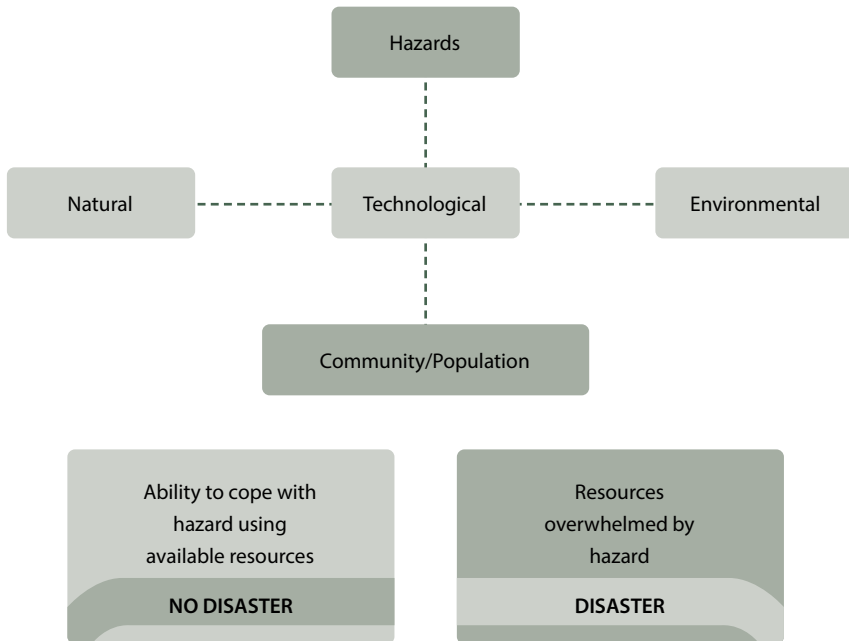 Hazards
Natural
Technological
Environmental
Community/Population
Ability to cope with
hazard using
available resources
NO DISASTER
Resources
overwhelmed by
hazard
DISASTER